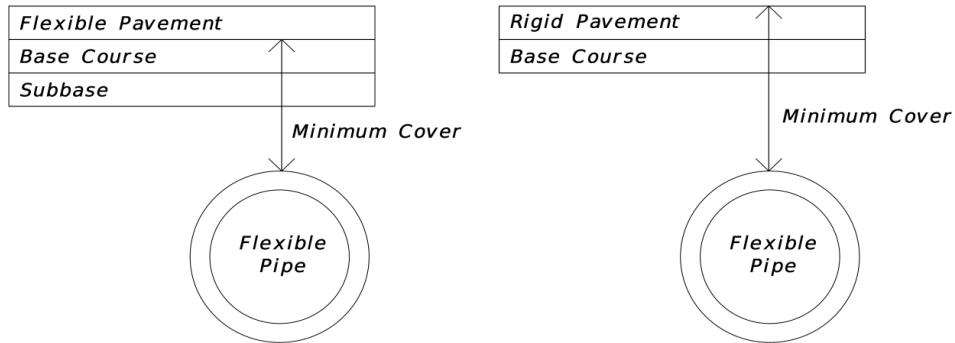 Flexible Pavement
Base Course
Subbase
Minimum Cover
Flexible
Pipe
Rigid Pavement
Base Course
Minimum Cover
Flexible
Pipe